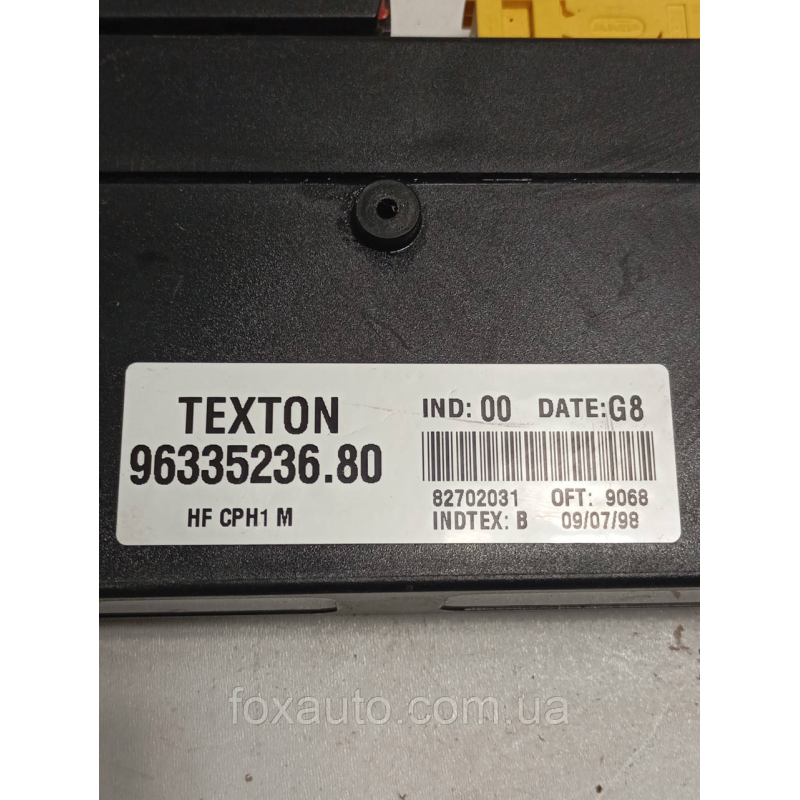 TEXTON
96335236.80
HF CPH1 M
IND: 00 DATE:G8
82702031 OFT: 9068
INDTEX: B 09/07/98
foxauto.com.ua